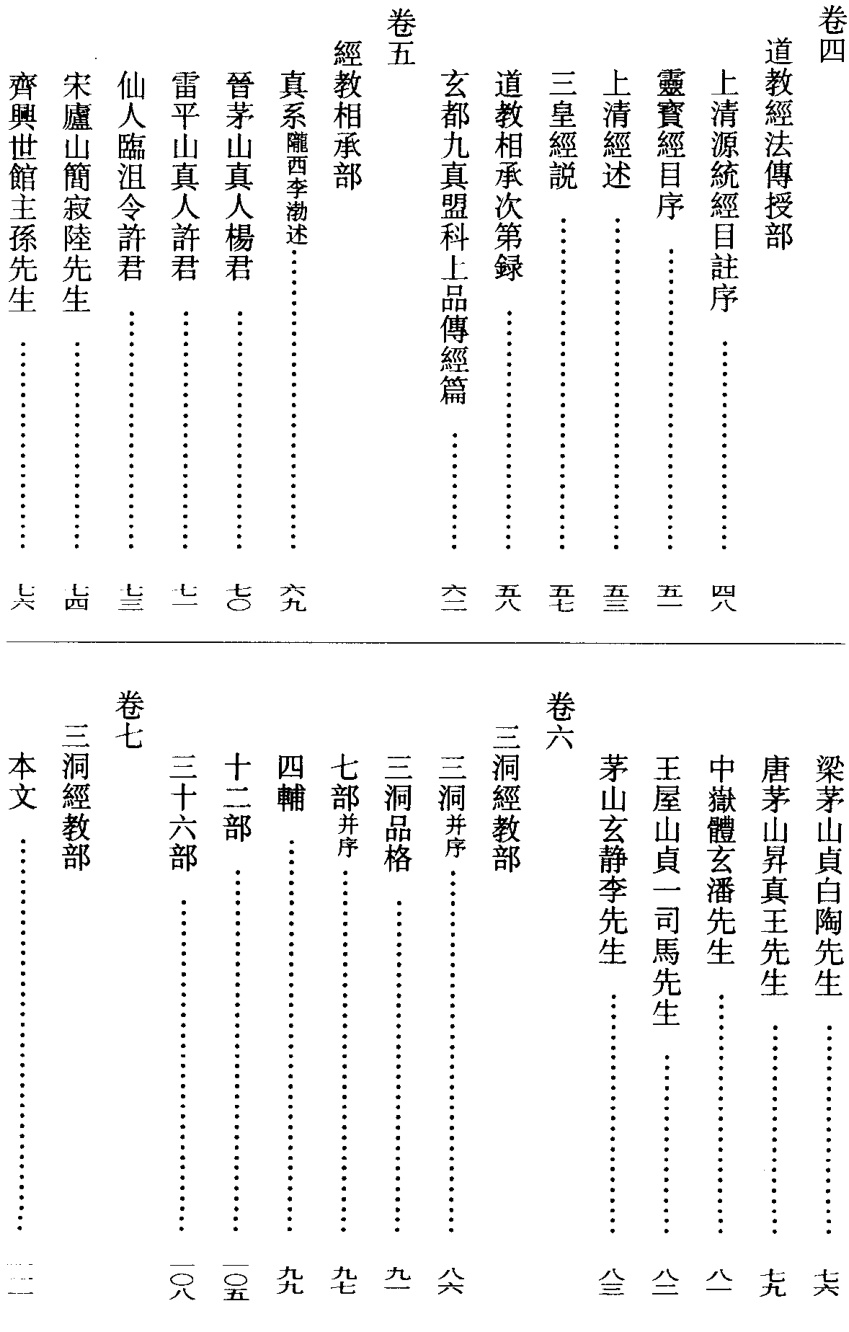 卷四
道教經法傳授部
上清源統經目註序……………………四八
靈寶經目序……………………五一
上清經述……………………五三
三皇經説……………………五七
道教相承次第録……………………五八
玄都九真盟科上品傳經篇……………………六二
卷五
經教相承部
真系隴西李渤述……………………六九
晉茅山真人楊君……………………七〇
雷平山真人許君……………………七一
仙人臨沮令許君……………………七三
宋廬山簡寂陸先生……………………七四
齊興世館主孫先生……………………七六
梁茅山貞白陶先生……………………七六
唐茅山昇真王先生……………………七九
中嶽體玄潘先生……………………八一
王屋山貞一司馬先生……………………八二
茅山玄静李先生……………………八三
卷六
三洞經教部
三洞并序……………………八六
三洞品格……………………九一
七部并序……………………九七
四輔……………………九九
十二部……………………一〇五
三十六部……………………一〇八
卷七
三洞經教部
本文……………………